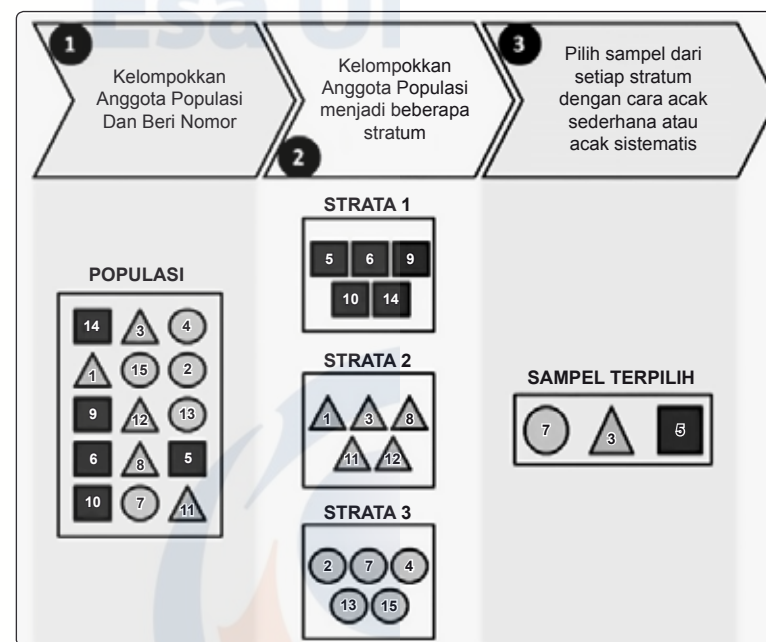 Esa U
1
Kelompokkan
Anggota Populasi
Dan Beri Nomor
2
Kelompokkan
Anggota Populasi
menjadi beberapa
stratum
3
Pilih sampel dari
setiap stratum
dengan cara acak
sederhana atau
acak sistematis
POPULASI
14 3 4
1 15 2
9 12 13
6 8 5
10 7 11
STRATA 1
5 6 9
10 14
STRATA 2
1 3 8
11 12
STRATA 3
2 7 4
13 15
SAMPEL TERPILIH
7 3 5